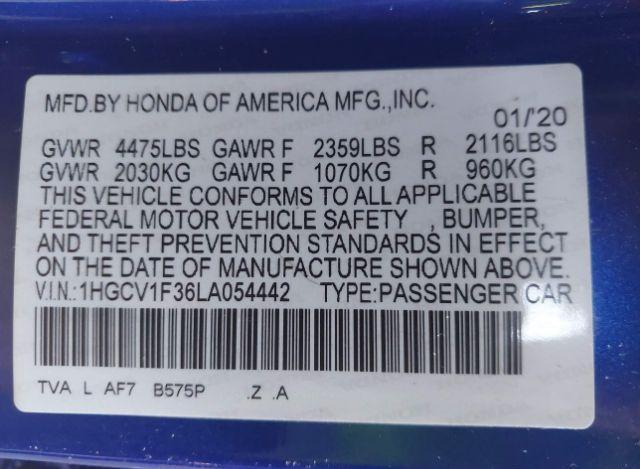 MFD.BY HONDA OF AMERICA MFG.,INC.
01/'20
GVWR 4475LBS GAWR F 2359LBS R 2116LBS
GVWR 2030KG GAWR F 1070KG R 960KG
THIS VEHICLE CONFORMS TO ALL APPLICABLE
FEDERAL MOTOR VEHICLE SAFETY , BUMPER,
AND THEFT PREVENTION STANDARDS IN EFFECT
ON THE DATE OF MANUFACTURE SHOWN ABOVE.
V.I.N.:1HGCV1F36LA054442 TYPE:PASSENGER CAR
TVA L AF7 B575P .Z .A